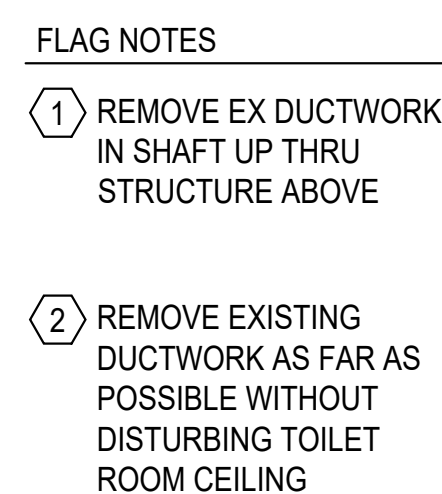 FLAG NOTES
1 REMOVE EX DUCTWORK
IN SHAFT UP THRU
STRUCTURE ABOVE
2 REMOVE EXISTING
DUCTWORK AS FAR AS
POSSIBLE WITHOUT
DISTURBING TOILET
ROOM CEILING